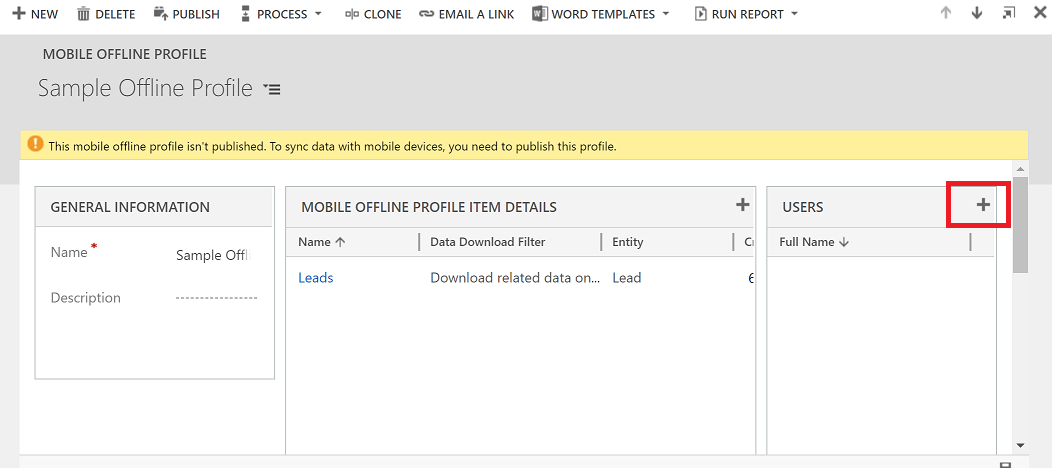 NEW DELETE PUBLISH PROCESS CLONE EMAIL A LINK WORD TEMPLATES RUN REPORT
MOBILE OFFLINE PROFILE
Sample Offline Profile
This mobile offline profile isn't published. To sync data with mobile devices, you need to publish this profile.
GENERAL INFORMATION
Name *
Sample Offl
Description
MOBILE OFFLINE PROFILE ITEM DETAILS
Name Data Download Filter Entity
Leads Download related data on... Lead
USERS
Full Name